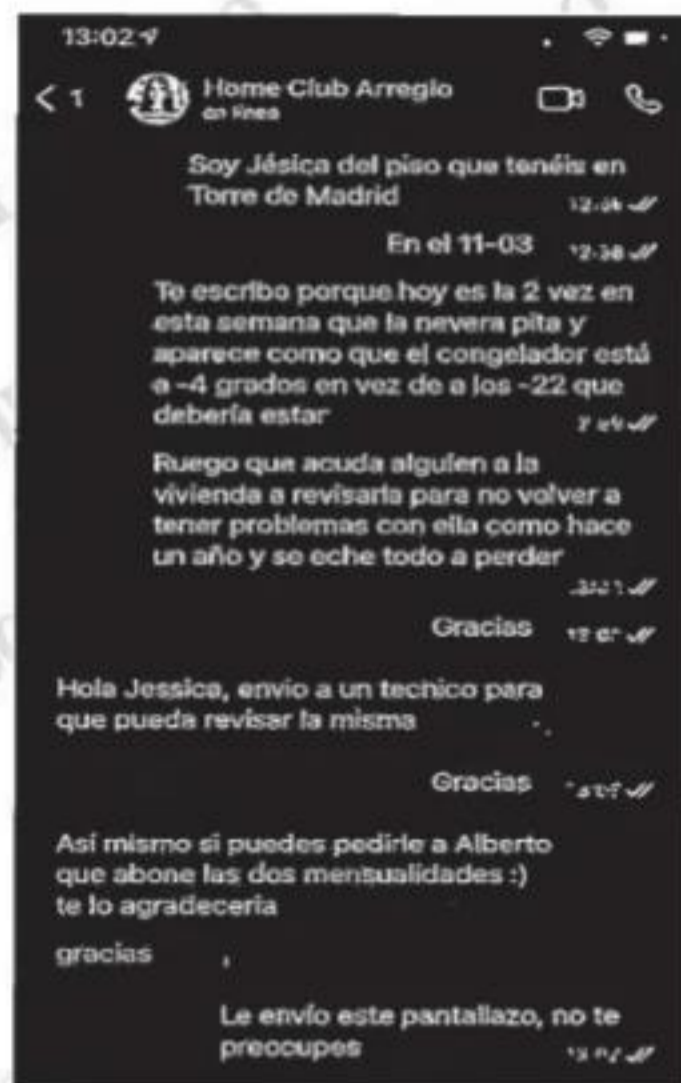 13:02
< 1
Home Club Arreglo
en línea
Soy Jésica del piso que tenéis en
Torre de Madrid
En el 11-03
Te escribo porque hoy es la 2 vez en
esta semana que la nevera pita y
aparece como que el congelador está
a -4 grados en vez de a los -22 que
debería estar
Ruego que acuda alguien a la
vivienda a revisarla para no volver a
tener problemas con ella como hace
un año y se eche todo a perder
Gracias
Hola Jessica, envio a un techico para
que pueda revisar la misma
Gracias
Así mismo si puedes pedirle a Alberto
que abone las dos mensualidades :)
te lo agradeceria
gracias
Le envío este pantallazo, no te
preocupes